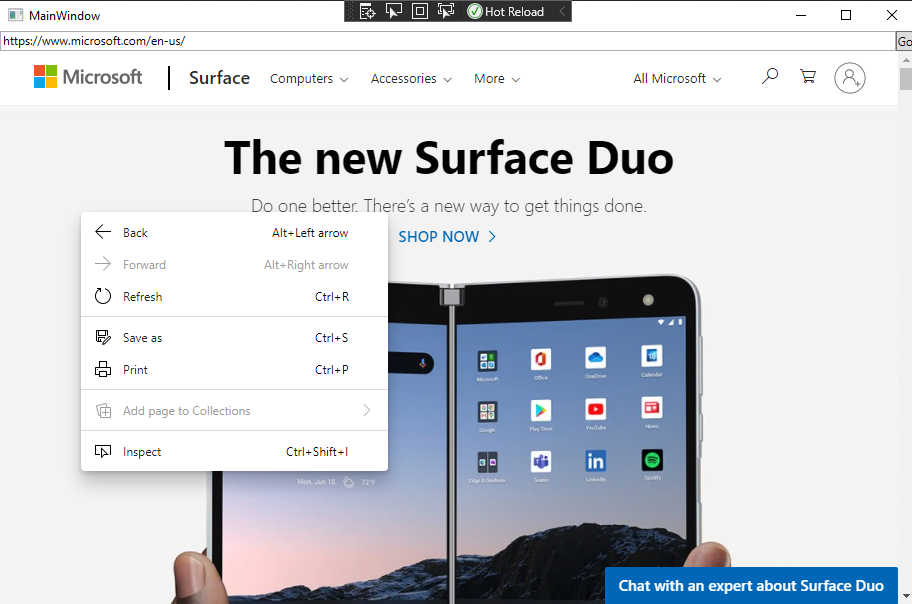 MainWindow
Hot Reload
https://www.microsoft.com/en-us/
Go
Microsoft
Surface Computers Accessories More All Microsoft
The new Surface Duo
Do one better. There's a new way to get things done.
SHOP NOW
Back Alt+Left arrow
Forward Alt+Right arrow
Refresh Ctrl+R
Save as Ctrl+S
Print Ctrl+P
Add page to Collections
Inspect Ctrl+Shift+I
Microsoft Office OneDrive Calendar
Google Play Store YouTube News
Edge & OneNote Teams LinkedIn Spotify
Mon, Jun 18 72°F
Chat with an expert about Surface Duo